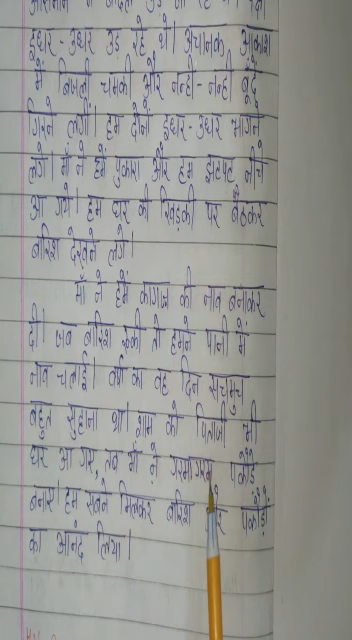 इधर-उधर उड़ रहे थे। अचानक आकाश
में बिजली चमकी और नन्ही-नन्ही बूंदें
गिरने लगीं। हम दोनों इधर-उधर भागने
लगे। माँ ने हमें पुकारा और हम झटपट नीचे
आ गये। हम घर की खिड़की पर बैठकर
बारिश देखने लगे।
माँ ने हमें कागज़ की नाव बनाकर
दी। जब बारिश रुकी तो हमने पानी में
नाव चलाई। वर्षा का वह दिन सचमुच
बहुत सुहाना था। शाम को पिताजी भी
घर आ गए, तब माँ ने गरमागरम पकौड़े
बनाए। हम सबने मिलकर बारिश पकौड़ों
का आनंद लिया।